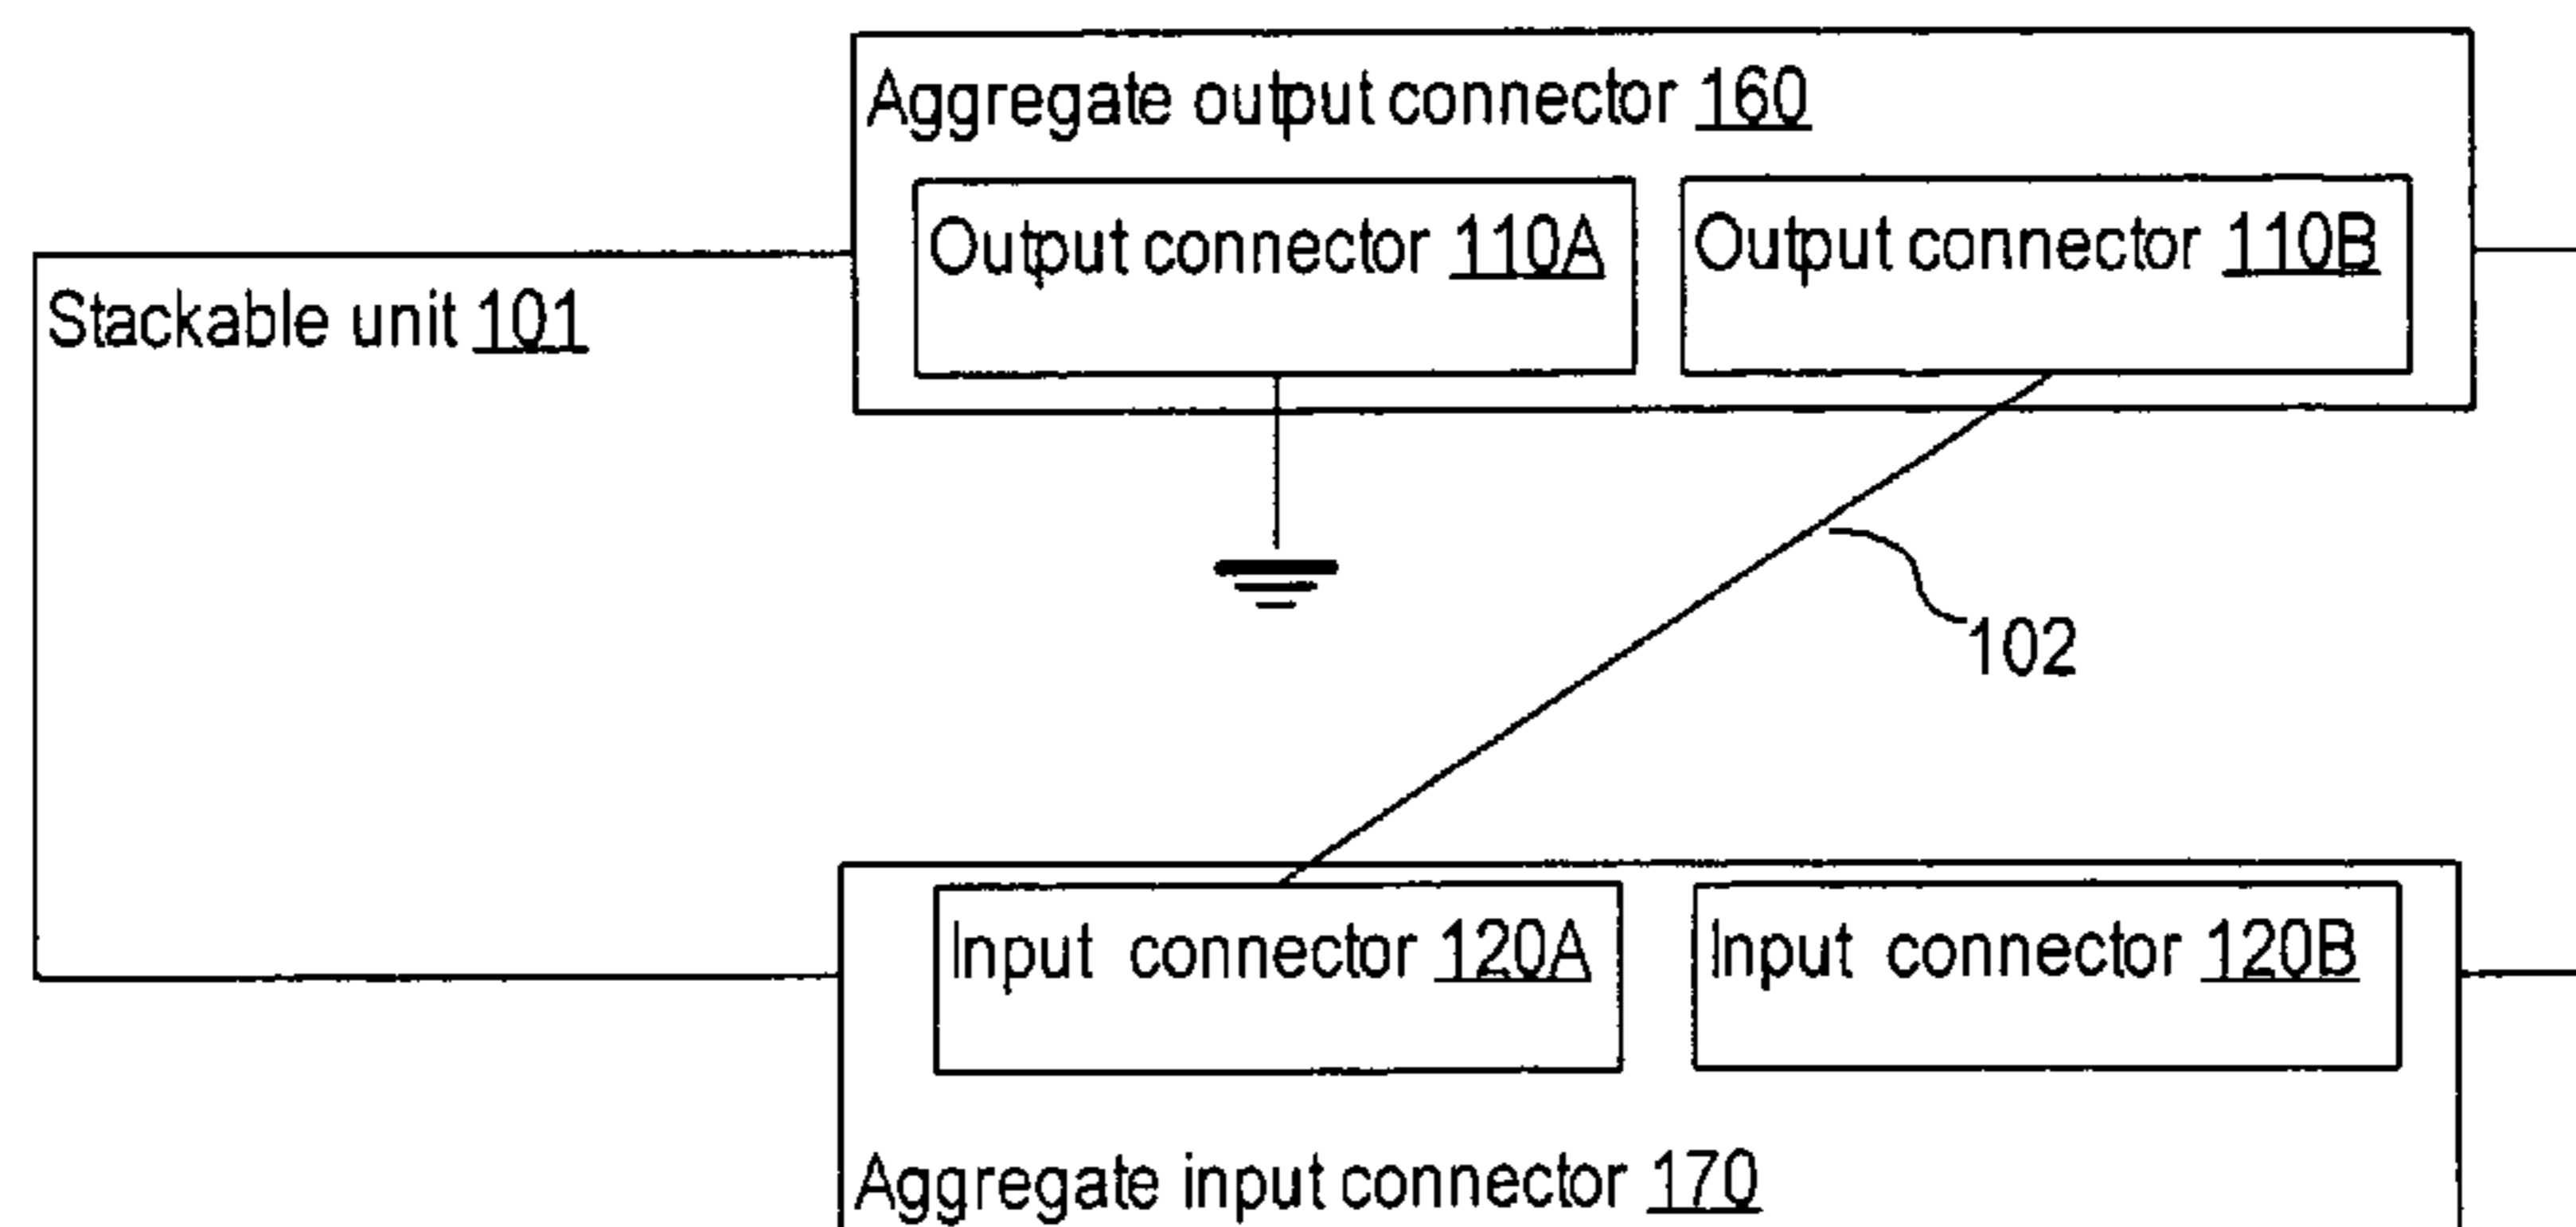 Aggregate output connector 160
Output connector 110A
Output connector 110B
Stackable unit 101
102
Input connector 120A
Input connector 120B
Aggregate input connector 170